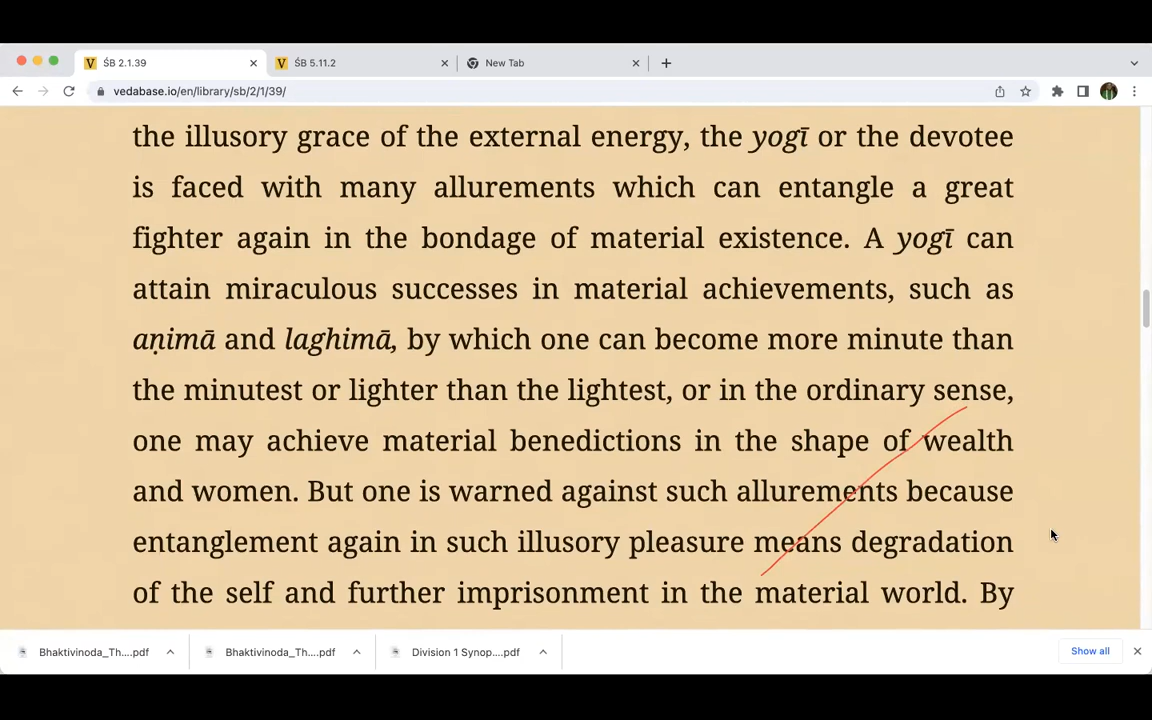 ŚB 2.1.39
ŚB 5.11.2
New Tab
vedabase.io/en/library/sb/2/1/39/
the illusory grace of the external energy, the yogī or the devotee
is faced with many allurements which can entangle a great
fighter again in the bondage of material existence. A yogī can
attain miraculous successes in material achievements, such as
aṇimā and laghimā, by which one can become more minute than
the minutest or lighter than the lightest, or in the ordinary sense,
one may achieve material benedictions in the shape of wealth
and women. But one is warned against such allurements because
entanglement again in such illusory pleasure means degradation
of the self and further imprisonment in the material world. By
Bhaktivinoda_Th....pdf
Bhaktivinoda_Th....pdf
Division 1 Synop....pdf
Show all